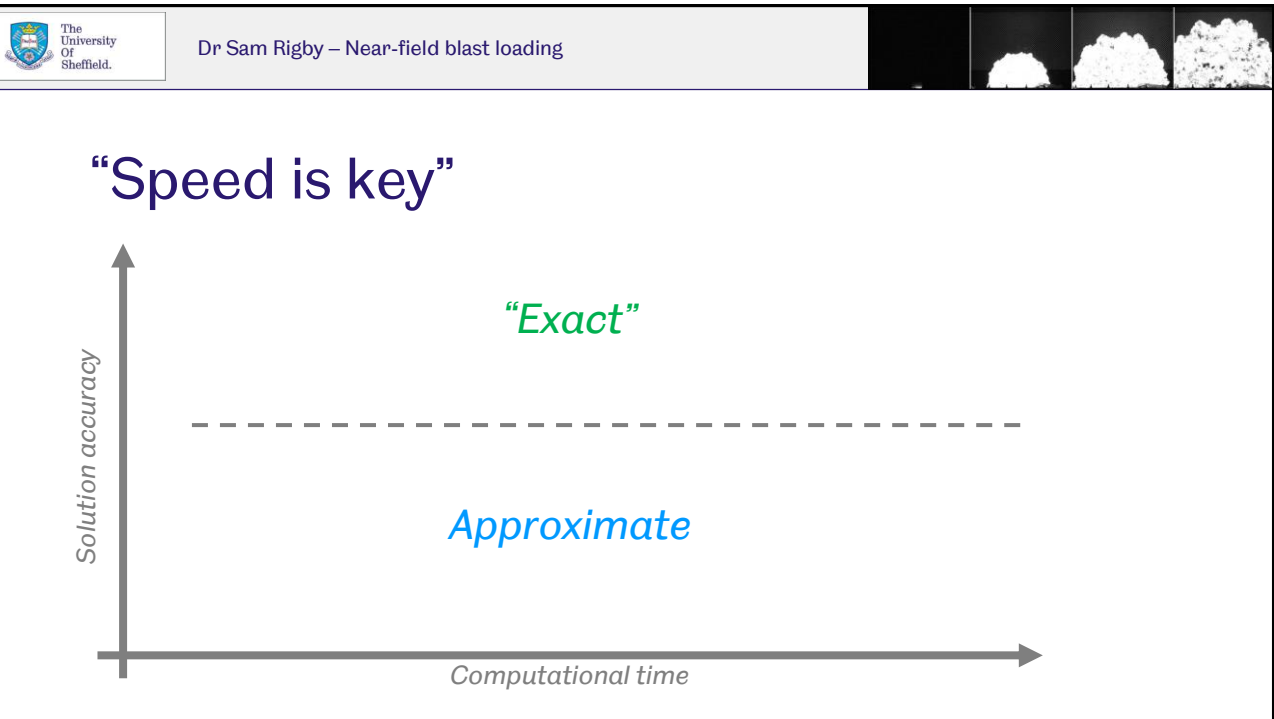 The
University
Of
Sheffield.
Dr Sam Rigby – Near-field blast loading
“Speed is key”
“Exact”
Solution accuracy
Approximate
Computational time